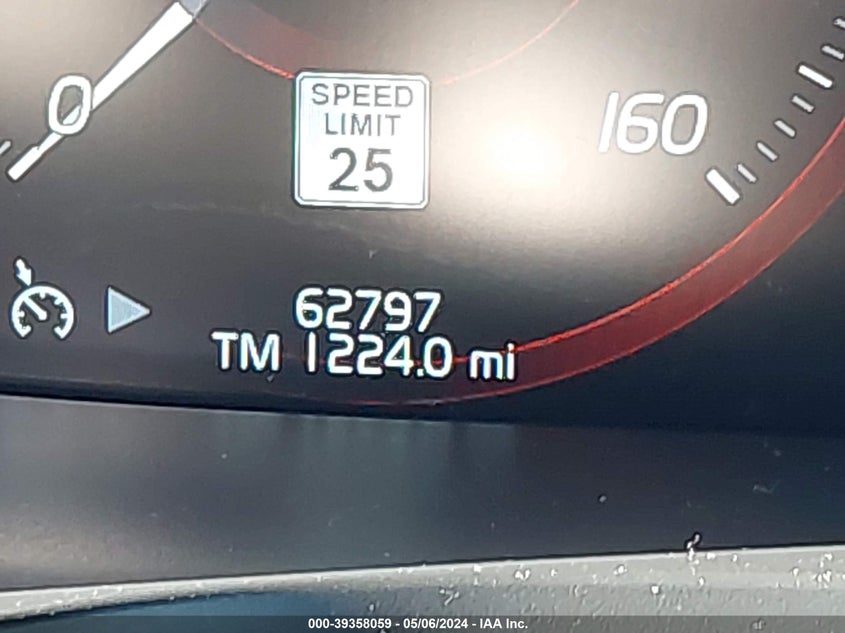 0
SPEED
LIMIT
25
160
62797
TM 1224.0 mi
000-39358059 - 05/06/2024 - IAA Inc.